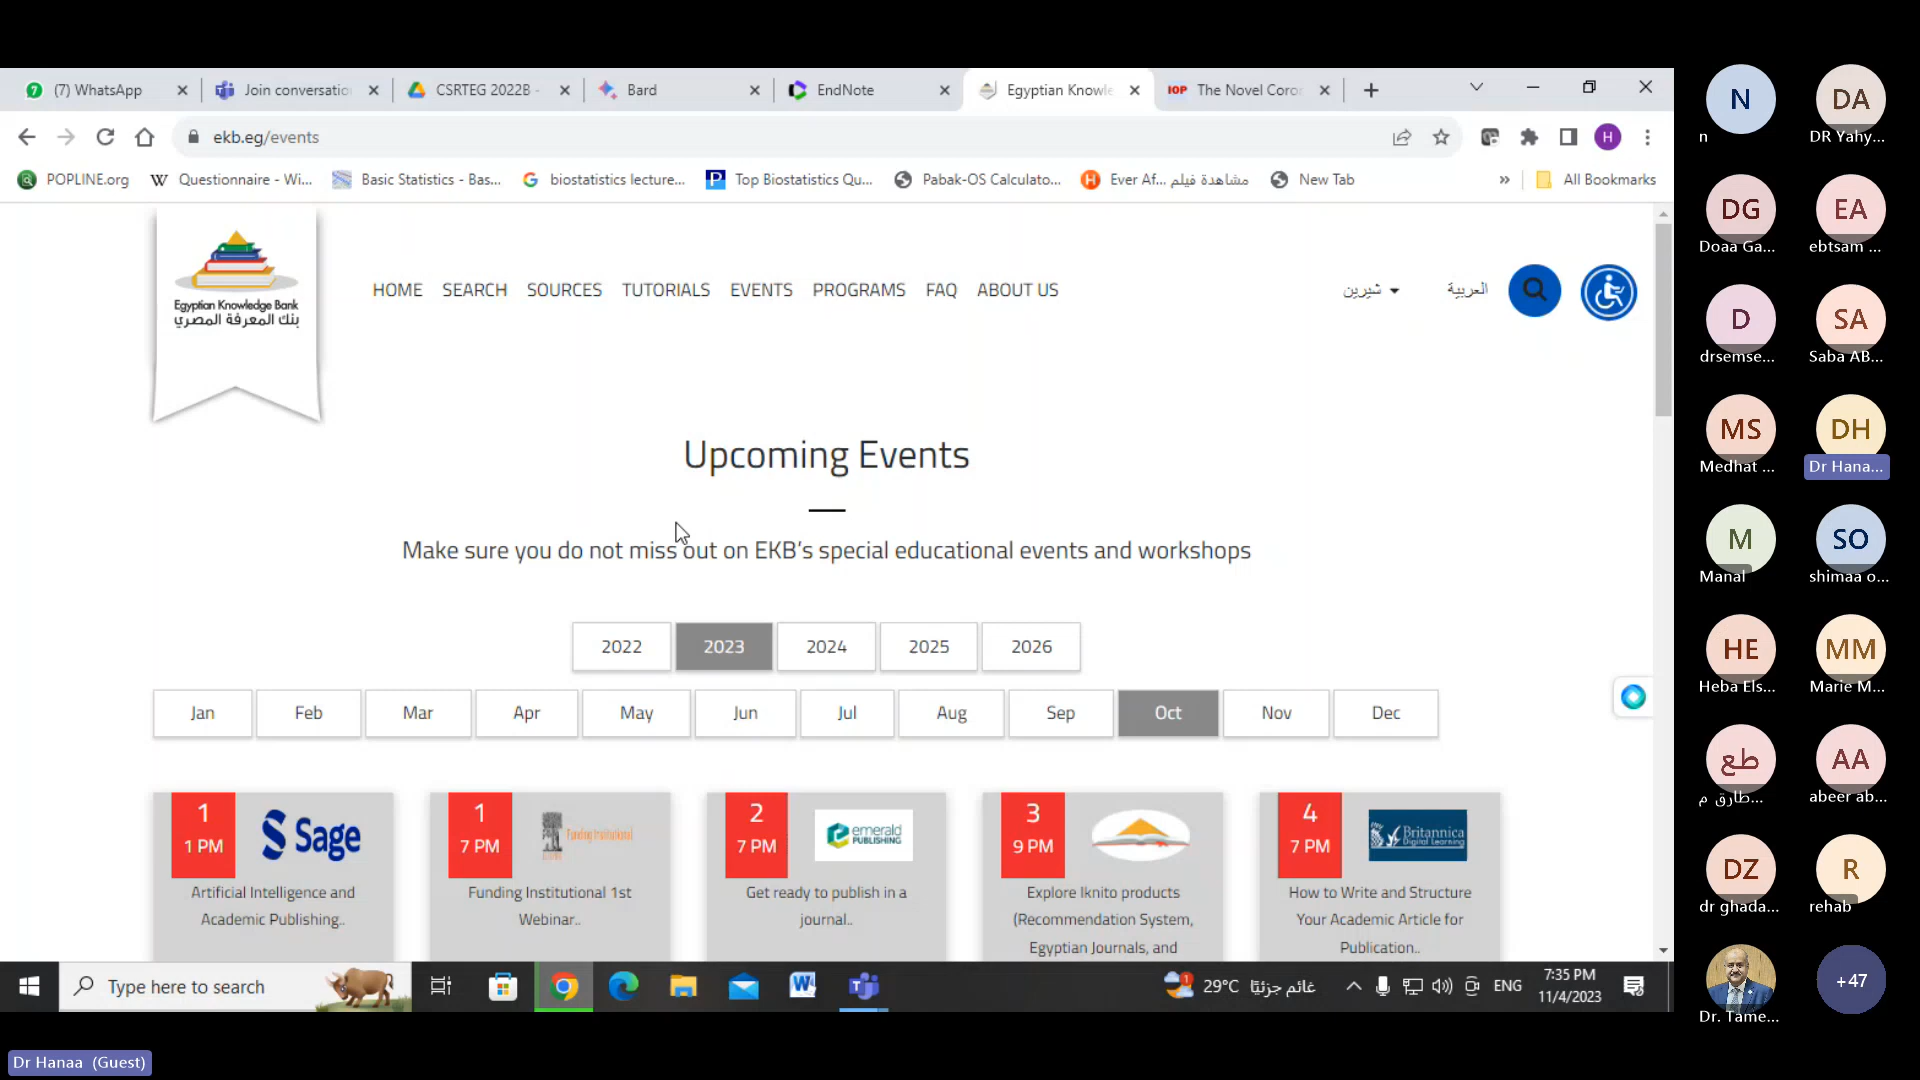 (7) WhatsApp
Join conversatio
CSRTEG 2022B -
Bard
EndNote
Egyptian Knowle
IOP The Novel Coro
ekb.eg/events
H
POPLINE.org
Questionnaire - Wi...
Basic Statistics - Bas...
biostatistics lecture...
Top Biostatistics Qu...
Pabak-OS Calculato...
Ever Af... مشاهدة فيلم
New Tab
All Bookmarks
Egyptian Knowledge Bank
بنك المعرفة المصري
HOME SEARCH SOURCES TUTORIALS EVENTS PROGRAMS FAQ ABOUT US
شيرين
العربية
Upcoming Events
Make sure you do not miss out on EKB's special educational events and workshops
2022 2023 2024 2025 2026
Jan Feb Mar Apr May Jun Jul Aug Sep Oct Nov Dec
1
1 PM
Sage
Artificial Intelligence and
Academic Publishing..
1
7 PM
Funding Institutional
Funding Institutional 1st
Webinar..
2
7 PM
emerald
PUBLISHING
Get ready to publish in a
journal..
3
9 PM
Explore Iknito products
(Recommendation System,
Egyptian Journals, and
4
7 PM
Britannica
Digital Learning
How to Write and Structure
Your Academic Article for
Publication..
Type here to search
1
29°C غائم جزئيًا
ENG
7:35 PM
11/4/2023
N
n
DA
DR Yahy...
DG
Doaa Ga...
EA
ebtsam ...
D
drsemse...
SA
Saba AB...
MS
Medhat ...
DH
Dr Hana...
M
Manal
SO
shimaa o...
HE
Heba Els...
MM
Marie M...
طع
طارق م...
AA
abeer ab...
DZ
dr ghada...
R
rehab
Dr. Tame...
+47
Dr Hanaa (Guest)